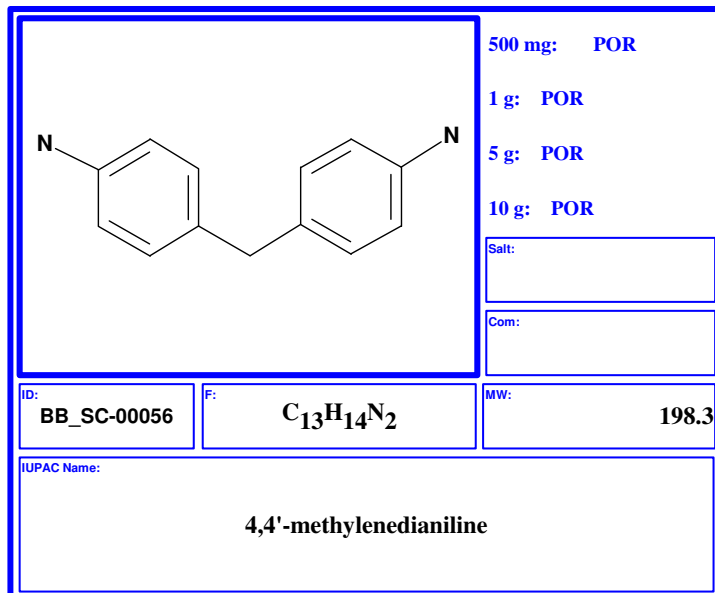 N
N
500 mg: POR
1 g: POR
5 g: POR
10 g: POR
Salt:
Com:
ID:
BB_SC-00056
F:
C13H14N2
MW:
198.3
IUPAC Name:
4,4'-methylenedianiline